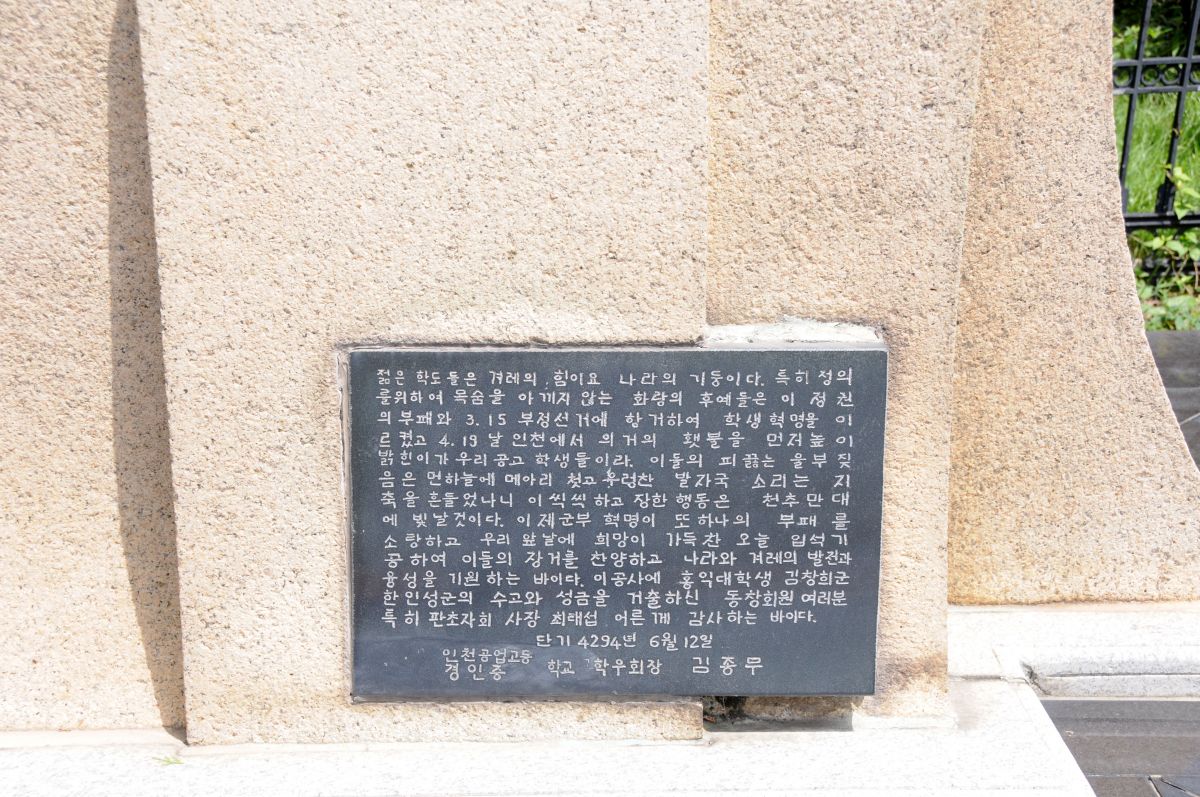 젊은 학도들은 겨레의 힘이요 나라의 기둥이다. 특히 정의
를위하여 목숨을 아끼지않는 화랑의 후예들은 이 정권
의부패와 3.15 부정선거에 항거하여 학생혁명을 이
르켰고 4.19날 인천에서 의거의 횃불을 먼저높이
밝힌이가 우리공고 학생들이라. 이들의 피끓는 울부짖
음은 먼하늘에 메아리 첫고 우렁찬 발자국 소리는 지
축을 흔들었나니 이 씩씩하고 장한 행동은 천추만대
에 빛날것이다. 이제군부 혁명이 또하나의 부패를
소탕하고 우리 앞날에 희망이 가득찬 오늘 입석기
공하여 이들의 장거를 찬양하고 나라와 겨레의 발전과
융성을 기원하는 바이다. 이공사에 홍익대학생 김창희군
한인성군의 수고와 성금을 거출하신 동창회원 여러분
특히 판초자회 사장 최태섭 어른게 감사하는 바이다.
단기 4294년 6월 12일
인천공업고등
경인중 학교 학우회장 김종무